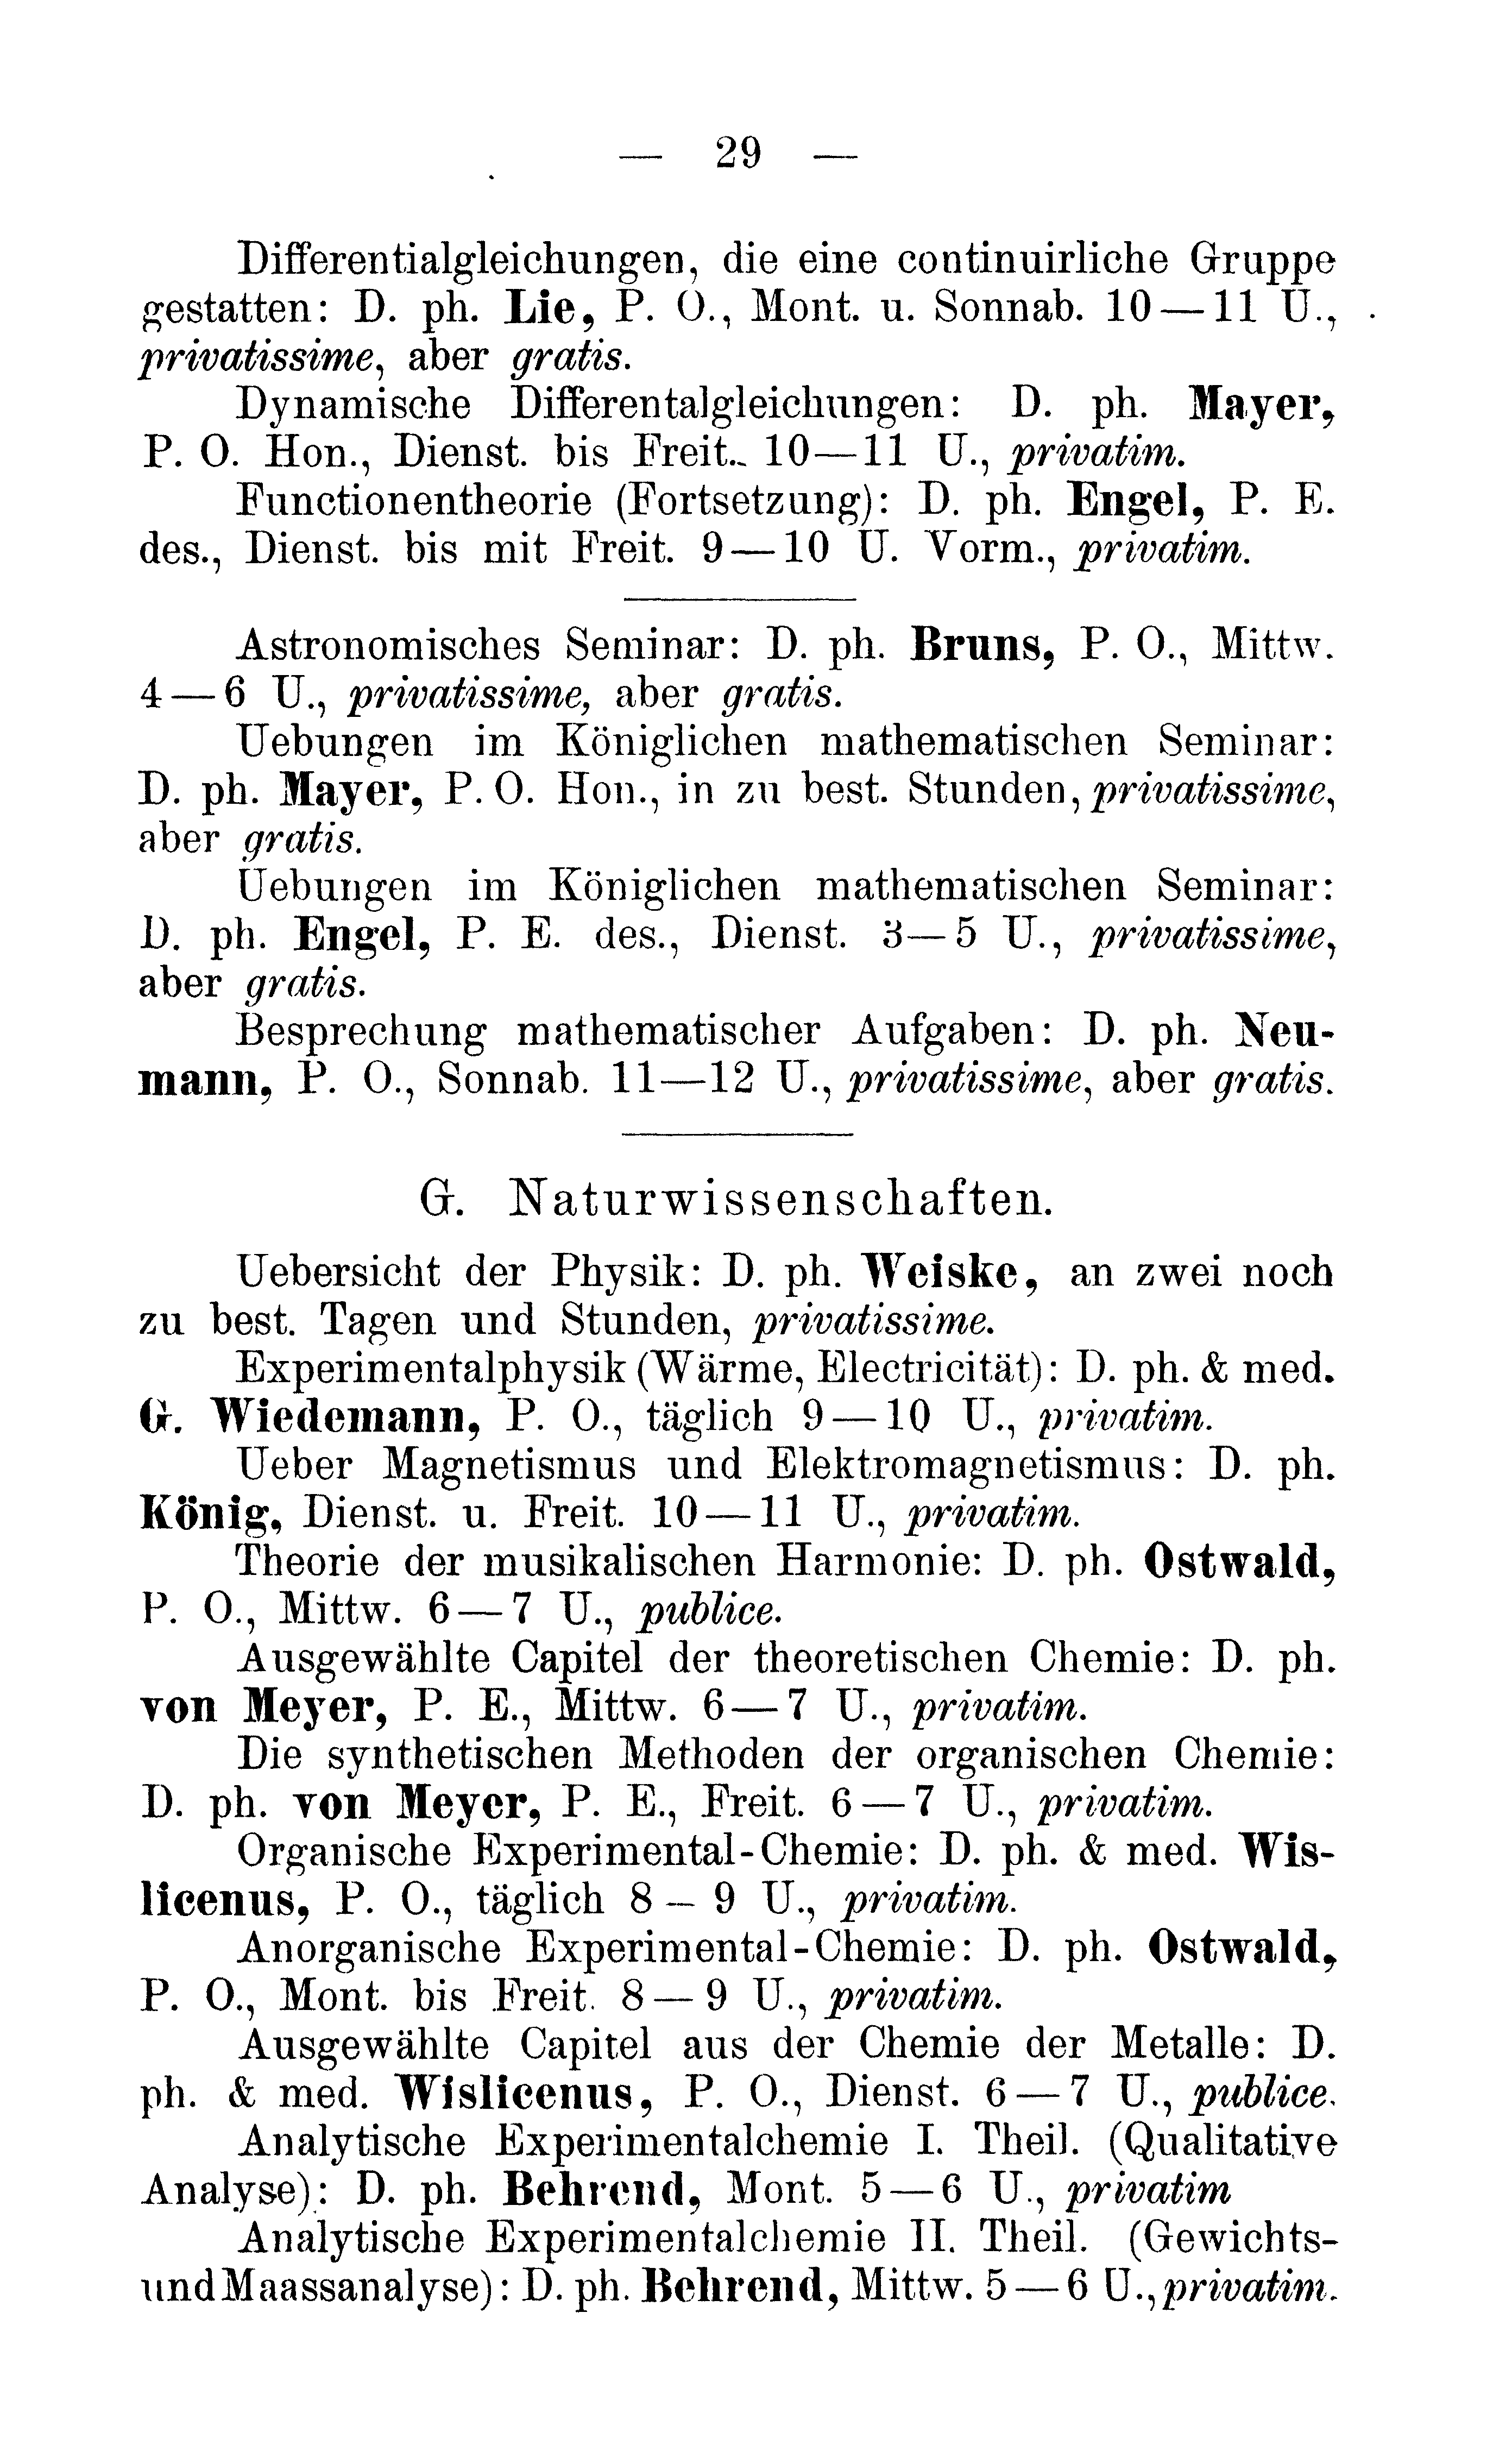 — 29 —
Differentialgleichungen, die eine continuirliche Gruppe
gestatten: D. ph. Lie, P. O., Mont. u. Sonnab. 10—11 U.,
privatissime, aber gratis.
Dynamische Differentalgleichungen: D. ph. Mayer,
P. O. Hon., Dienst. bis Freit. 10—11 U., privatim.
Functionentheorie (Fortsetzung): D. ph. Engel, P. E.
des., Dienst. bis mit Freit. 9—10 U. Vorm., privatim.
Astronomisches Seminar: D. ph. Bruns, P. O., Mittw.
4—6 U., privatissime, aber gratis.
Uebungen im Königlichen mathematischen Seminar:
D. ph. Mayer, P. O. Hon., in zu best. Stunden, privatissime,
aber gratis.
Uebungen im Königlichen mathematischen Seminar:
D. ph. Engel, P. E. des., Dienst. 3—5 U., privatissime,
aber gratis.
Besprechung mathematischer Aufgaben: D. ph. Neu-
mann, P. O., Sonnab. 11—12 U., privatissime, aber gratis.
G. Naturwissenschaften.
Uebersicht der Physik: D. ph. Weiske, an zwei noch
zu best. Tagen und Stunden, privatissime.
Experimentalphysik (Wärme, Electricität): D. ph. & med.
G. Wiedemann, P. O., täglich 9—10 U., privatim.
Ueber Magnetismus und Elektromagnetismus: D. ph.
König, Dienst. u. Freit. 10—11 U., privatim.
Theorie der musikalischen Harmonie: D. ph. Ostwald,
P. O., Mittw. 6—7 U., publice.
Ausgewählte Capitel der theoretischen Chemie: D. ph.
von Meyer, P. E., Mittw. 6—7 U., privatim.
Die synthetischen Methoden der organischen Chemie:
D. ph. von Meyer, P. E., Freit. 6—7 U., privatim.
Organische Experimental-Chemie: D. ph. & med. Wis-
licenus, P. O., täglich 8—9 U., privatim.
Anorganische Experimental-Chemie: D. ph. Ostwald,
P. O., Mont. bis Freit. 8—9 U., privatim.
Ausgewählte Capitel aus der Chemie der Metalle: D.
ph. & med. Wislicenus, P. O., Dienst. 6—7 U., publice.
Analytische Experimentalchemie I. Theil. (Qualitative
Analyse): D. ph. Behrend, Mont. 5—6 U., privatim
Analytische Experimentalchemie II. Theil. (Gewichts-
und Maassanalyse): D. ph. Behrend, Mittw. 5—6 U., privatim.